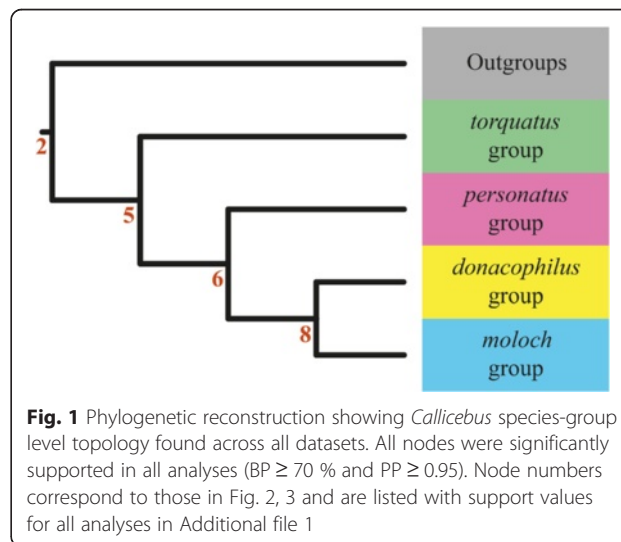 Outgroups
torquatus
group
personatus
group
donacophilus
group
moloch
group
2
5
6
8
Fig. 1 Phylogenetic reconstruction showing Callicebus species-group
level topology found across all datasets. All nodes were significantly
supported in all analyses (BP ≥ 70 % and PP ≥ 0.95). Node numbers
correspond to those in Fig. 2, 3 and are listed with support values
for all analyses in Additional file 1